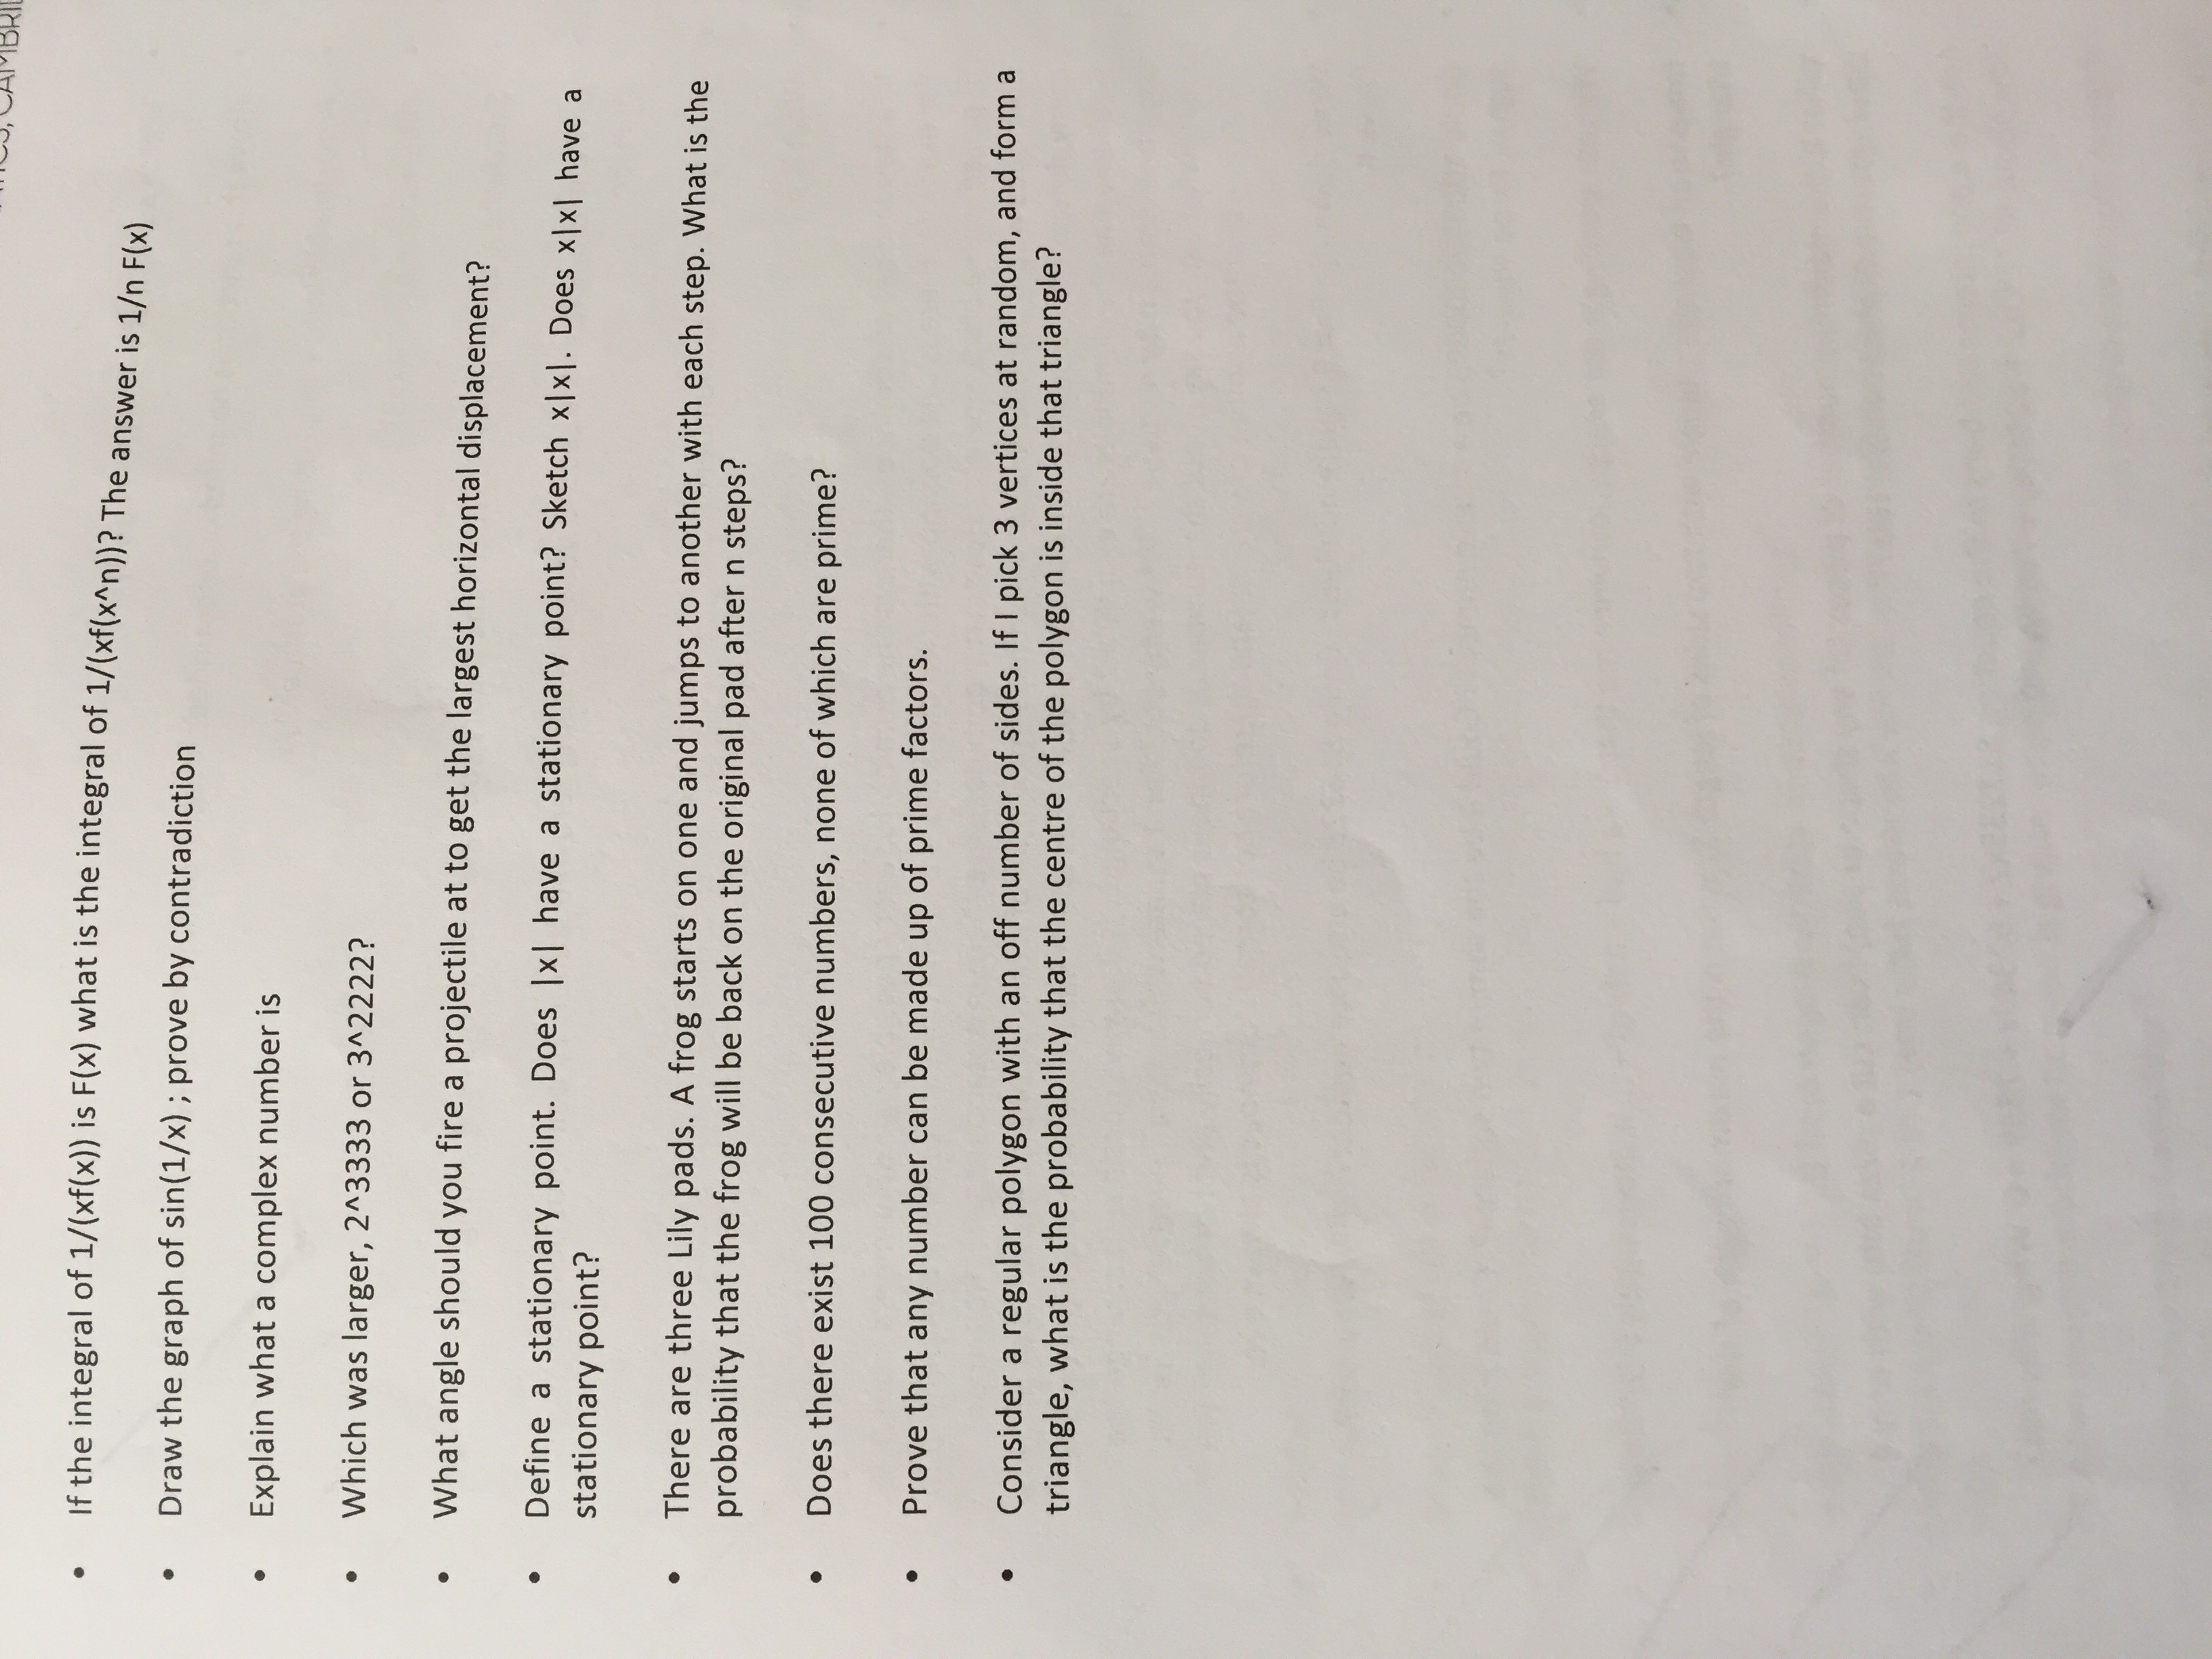 • If the integral of 1/(xf(x)) is F(x) what is the integral of 1/(xf(x^n))? The answer is 1/n F(x)
• Draw the graph of sin(1/x) ; prove by contradiction
• Explain what a complex number is
• Which was larger, 2^3333 or 3^2222?
• What angle should you fire a projectile at to get the largest horizontal displacement?
• Define a stationary point. Does |x| have a stationary point? Sketch x|x|. Does x|x| have a
stationary point?
• There are three Lily pads. A frog starts on one and jumps to another with each step. What is the
probability that the frog will be back on the original pad after n steps?
• Does there exist 100 consecutive numbers, none of which are prime?
• Prove that any number can be made up of prime factors.
• Consider a regular polygon with an off number of sides. If I pick 3 vertices at random, and form a
triangle, what is the probability that the centre of the polygon is inside that triangle?